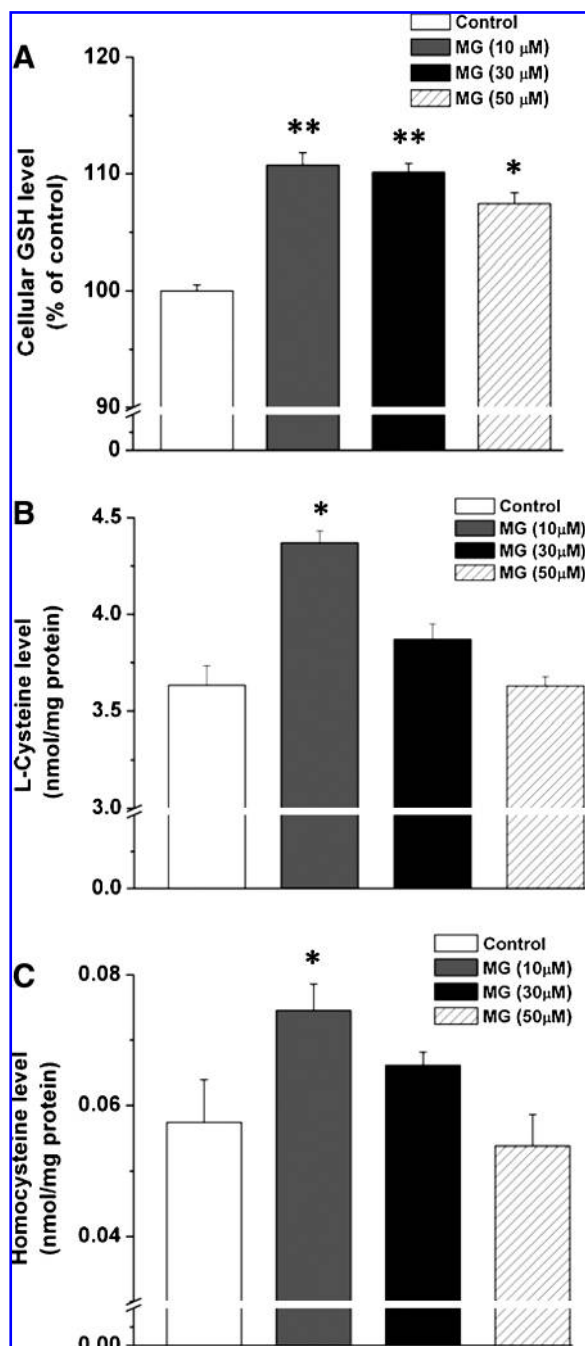 A
Control
MG (10 μM)
MG (30 μM)
MG (50 μM)
Cellular GSH level
(% of control)
120
110
100
90
0
**
**
*
B
Control
MG (10μM)
MG (30μM)
MG (50μM)
L-Cysteine level
(nmol/mg protein)
4.5
4.0
3.5
3.0
0.0
*
C
Control
MG (10μM)
MG (30μM)
MG (50μM)
Homocysteine level
(nmol/mg protein)
0.08
0.06
0.04
0.00
*